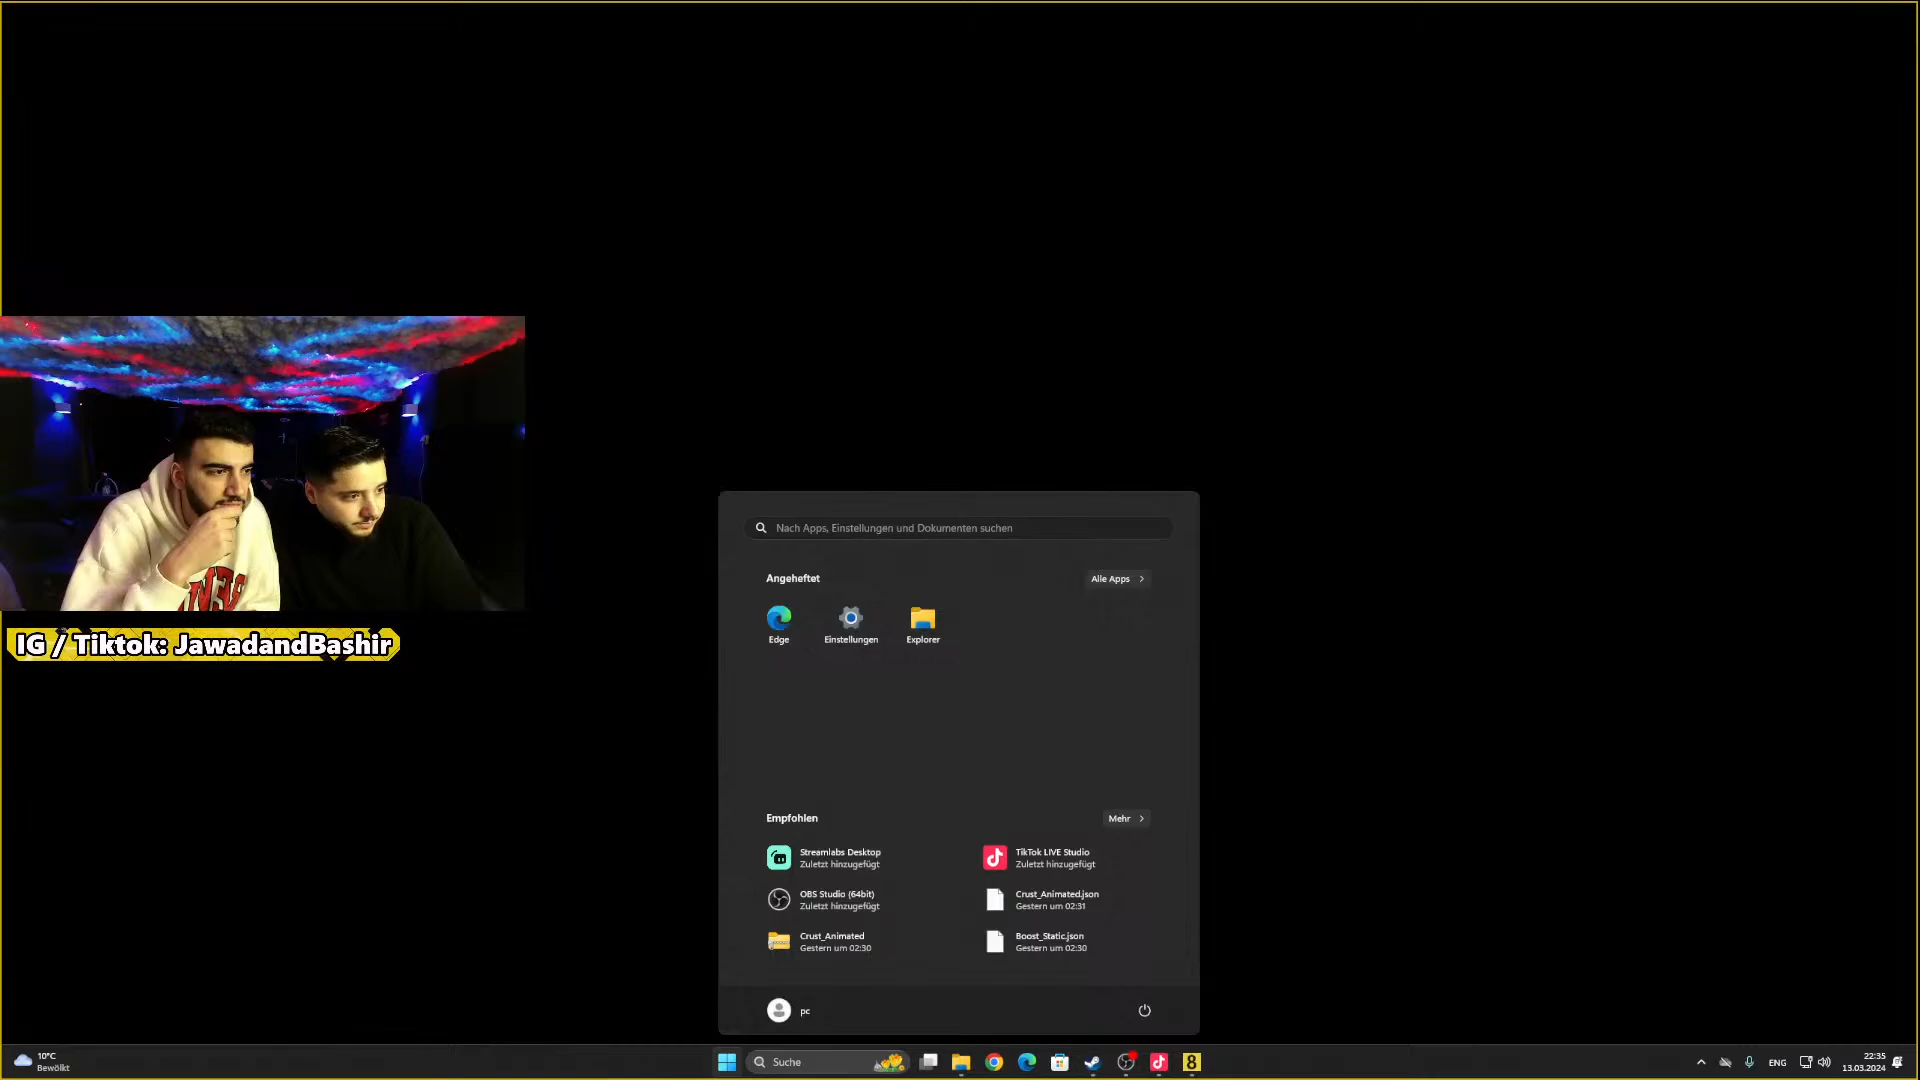 IG / Tiktok: JawadandBashir
Nach Apps, Einstellungen und Dokumenten suchen
Angeheftet
Alle Apps
Edge
Einstellungen
Explorer
Empfohlen
Mehr
Streamlabs Desktop
Zuletzt hinzugefügt
TikTok LIVE Studio
Zuletzt hinzugefügt
OBS Studio (64bit)
Zuletzt hinzugefügt
Crust_Animated.json
Gestern um 02:31
Crust_Animated
Gestern um 02:30
Boost_Static.json
Gestern um 02:30
pc
10°C
Bewölkt
Suche
8
ENG
22:35
13.03.2024